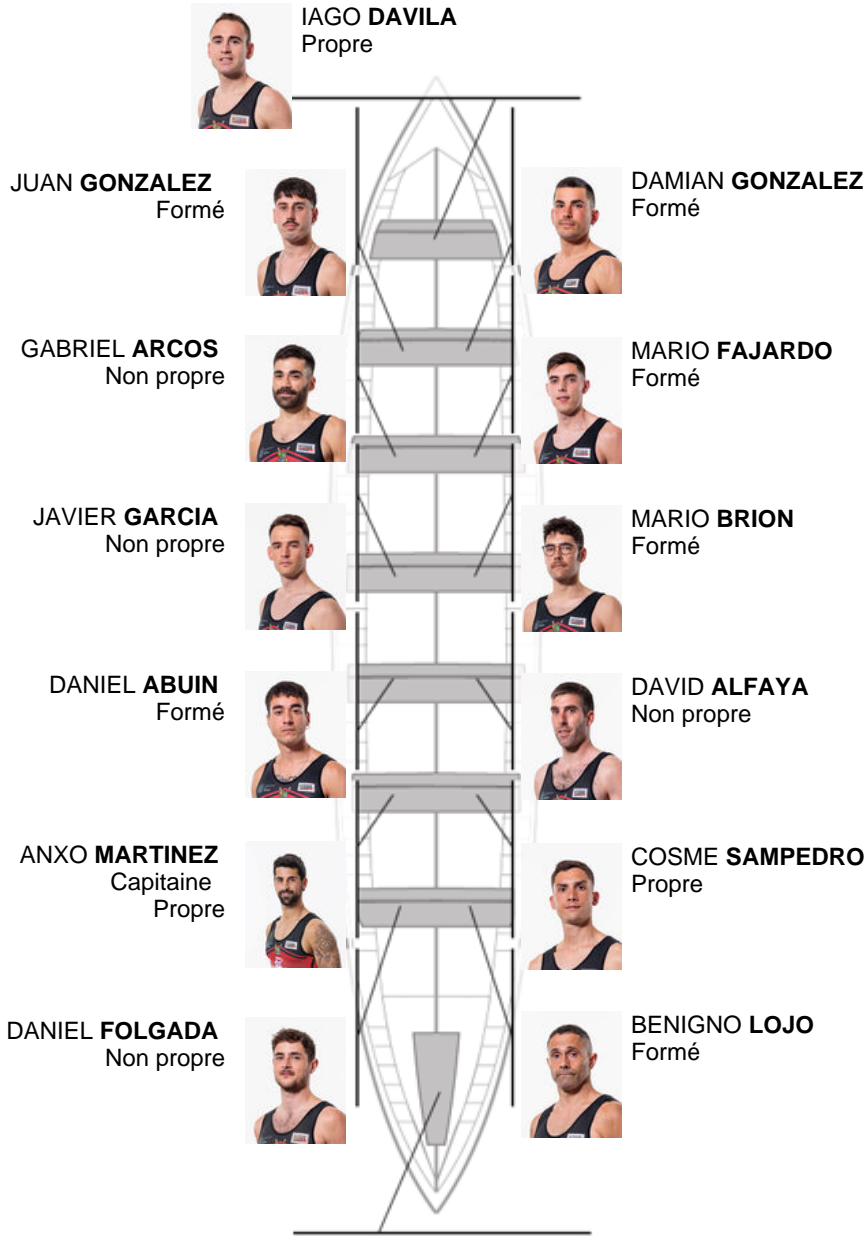 IAGO DAVILA
Propre
JUAN GONZALEZ
Formé
DAMIAN GONZALEZ
Formé
GABRIEL ARCOS
Non propre
MARIO FAJARDO
Formé
JAVIER GARCIA
Non propre
MARIO BRION
Formé
DANIEL ABUIN
Formé
DAVID ALFAYA
Non propre
ANXO MARTINEZ
Capitaine
Propre
COSME SAMPEDRO
Propre
DANIEL FOLGADA
Non propre
BENIGNO LOJO
Formé